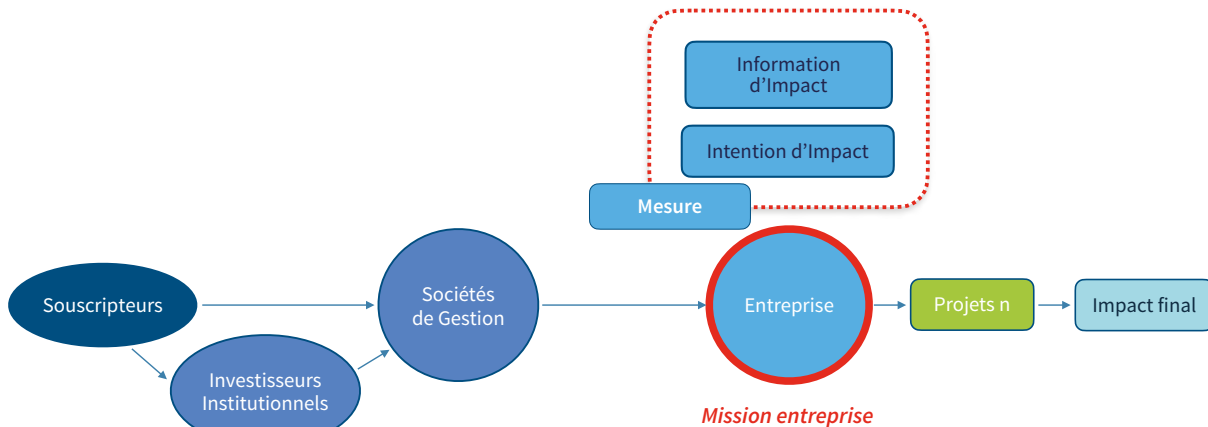 Information
d’Impact
Intention d’Impact
Mesure
Souscripteurs
Sociétés
de Gestion
Entreprise
Projets n
Impact final
Investisseurs
Institutionnels
Mission entreprise